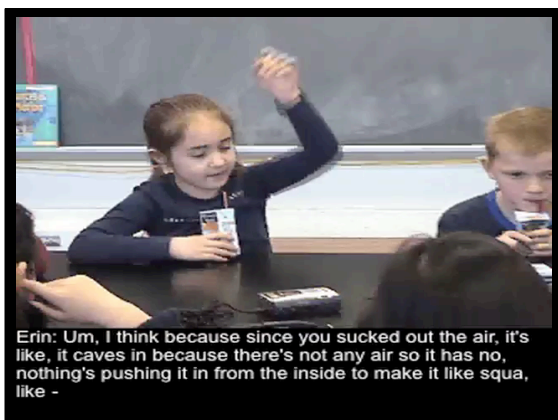 Erin: Um, I think because since you sucked out the air, it's
like, it caves in because there's not any air so it has no,
nothing's pushing it in from the inside to make it like squa,
like -